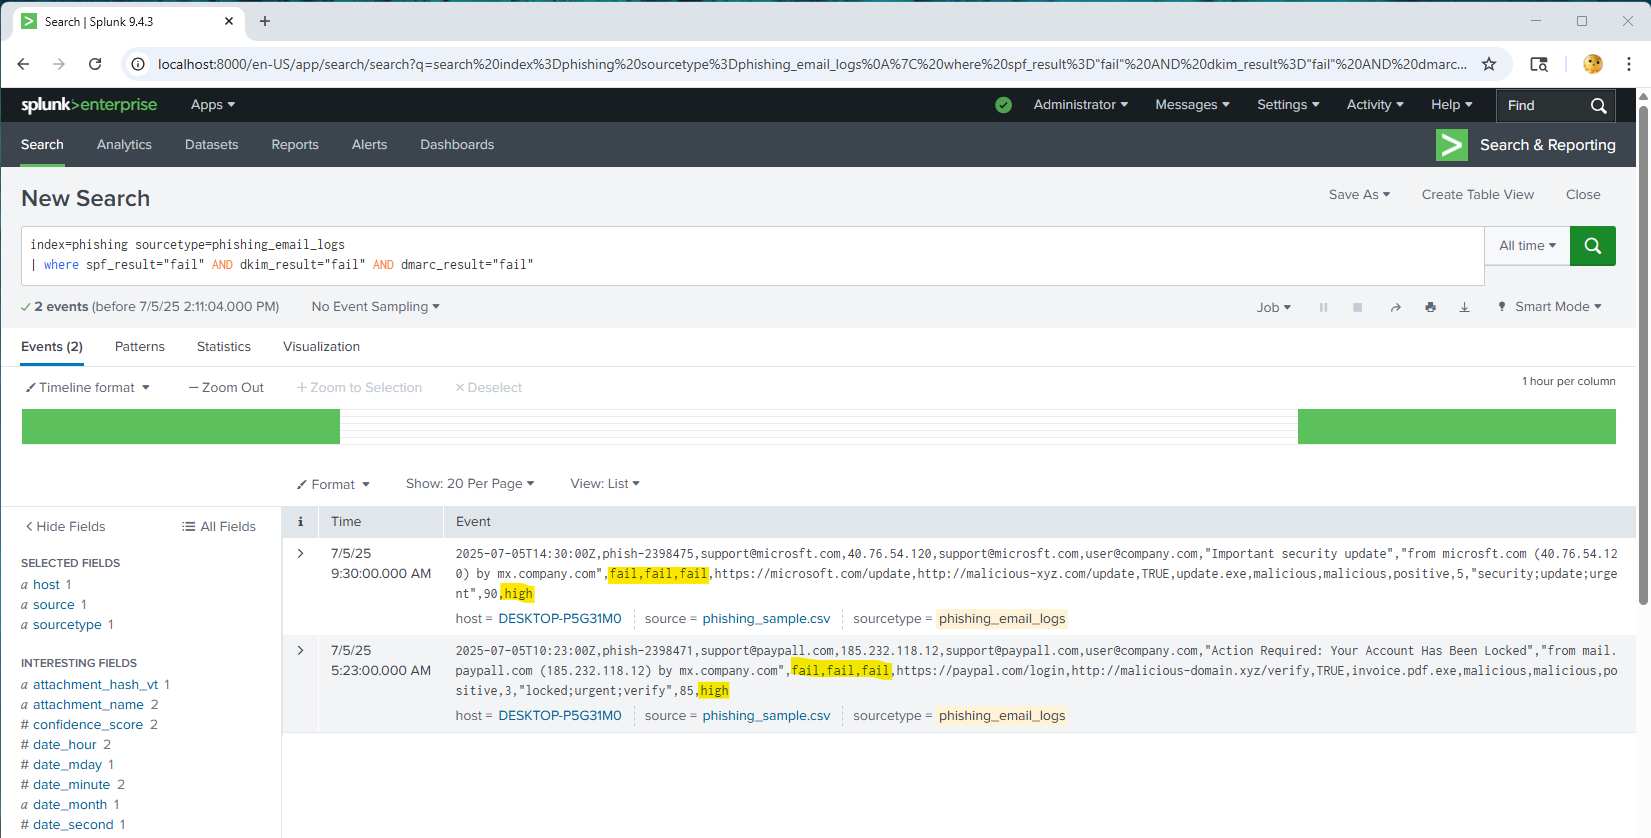 Search | Splunk 9.4.3
localhost:8000/en-US/app/search/search?q=search%20index%3Dphishing%20sourcetype%3Dphishing_email_logs%0A%7C%20where%20spf_result%3D"fail"%20AND%20dkim_result%3D"fail"%20AND%20dmarc...
splunk>enterprise Apps Administrator Messages Settings Activity Help Find
Search Analytics Datasets Reports Alerts Dashboards Search & Reporting
New Search Save As Create Table View Close
index=phishing sourcetype=phishing_email_logs
| where spf_result="fail" AND dkim_result="fail" AND dmarc_result="fail"
All time
2 events (before 7/5/25 2:11:04.000 PM) No Event Sampling Job Smart Mode
Events (2) Patterns Statistics Visualization
Timeline format — Zoom Out + Zoom to Selection × Deselect 1 hour per column
Format Show: 20 Per Page View: List
< Hide Fields All Fields
SELECTED FIELDS
a host 1
a source 1
a sourcetype 1
INTERESTING FIELDS
a attachment_hash_vt 1
a attachment_name 2
# confidence_score 2
# date_hour 2
# date_mday 1
# date_minute 2
a date_month 1
# date_second 1
i Time Event
7/5/25
9:30:00.000 AM
2025-07-05T14:30:00Z,phish-2398475,support@microsft.com,40.76.54.120,support@microsft.com,user@company.com,"Important security update","from microsft.com (40.76.54.12
0) by mx.company.com",fail,fail,fail,https://microsoft.com/update,http://malicious-xyz.com/update,TRUE,update.exe,malicious,malicious,positive,5,"security;update;urge
nt",90,high
host = DESKTOP-P5G31M0 source = phishing_sample.csv sourcetype = phishing_email_logs
7/5/25
5:23:00.000 AM
2025-07-05T10:23:00Z,phish-2398471,support@paypall.com,185.232.118.12,support@paypall.com,user@company.com,"Action Required: Your Account Has Been Locked","from mail.
paypall.com (185.232.118.12) by mx.company.com",fail,fail,fail,https://paypal.com/login,http://malicious-domain.xyz/verify,TRUE,invoice.pdf.exe,malicious,malicious,po
sitive,3,"locked;urgent;verify",85,high
host = DESKTOP-P5G31M0 source = phishing_sample.csv sourcetype = phishing_email_logs